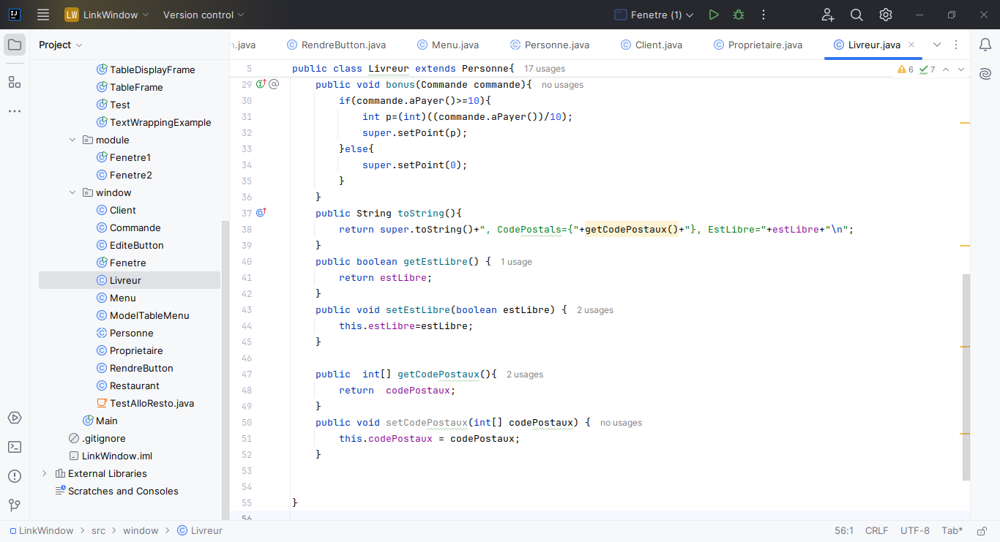 LW LinkWindow Version control Fenetre (1)
Project
n.java RendreButton.java Menu.java Personne.java Client.java Proprietaire.java Livreur.java
TableDisplayFrame
TableFrame
Test
TextWrappingExample
module
Fenetre1
Fenetre2
window
Client
Commande
EditeButton
Fenetre
Livreur
Menu
ModelTableMenu
Personne
Proprietaire
RendreButton
Restaurant
TestAlloResto.java
Main
.gitignore
LinkWindow.iml
External Libraries
Scratches and Consoles
5 public class Livreur extends Personne{ 17 usages
6 7
29 public void bonus(Commande commande){ no usages
30 if(commande.aPayer()>=10){
31 int p=(int)((commande.aPayer())/10);
32 super.setPoint(p);
33 }else{
34 super.setPoint(0);
35 }
36 }
37 public String toString(){
38 return super.toString()+", CodePostals={"+getCodePostaux()+"}, EstLibre="+estLibre+"\n";
39 }
40 public boolean getEstLibre() { 1 usage
41 return estLibre;
42 }
43 public void setEstLibre(boolean estLibre) { 2 usages
44 this.estLibre=estLibre;
45 }
46
47 public  int[] getCodePostaux(){ 2 usages
48 return  codePostaux;
49 }
50 public void setCodePostaux(int[] codePostaux) { no usages
51 this.codePostaux = codePostaux;
52 }
53
54
55 }
56
LinkWindow > src > window > Livreur 56:1 CRLF UTF-8 Tab*